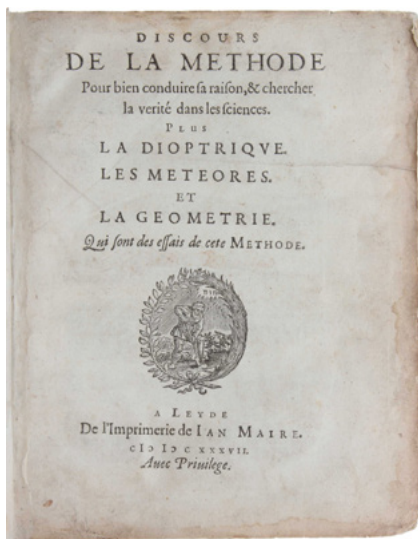 DISCOURS
DE LA METHODE
Pour bien conduire ſa raiſon, & chercher
la verité dans les ſciences.
PLUS
LA DIOPTRIQVE.
LES METEORES.
ET
LA GEOMETRIE.
Qui ſont des eſſais de cete METHODE.
A LEYDE
De l'Imprimerie de IAN MAIRE.
cIↃ IↃ c XXXVII.
Auec Priuilege.